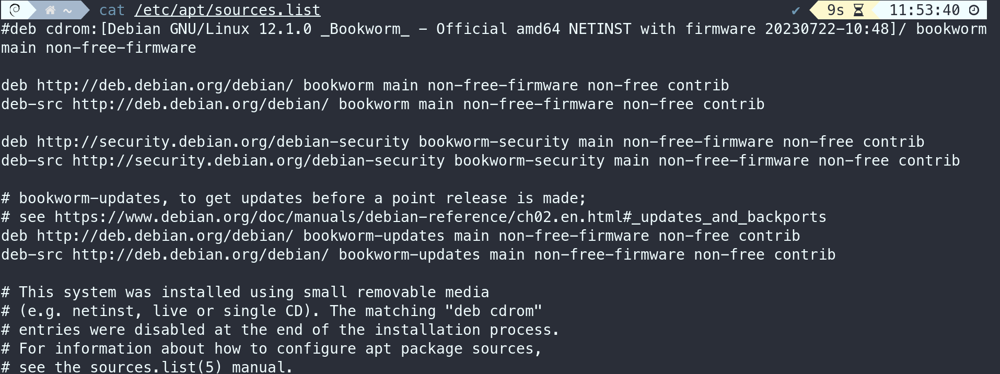 ~ cat /etc/apt/sources.list ✔ 9s 11:53:40
#deb cdrom:[Debian GNU/Linux 12.1.0 _Bookworm_ - Official amd64 NETINST with firmware 20230722-10:48]/ bookworm
main non-free-firmware
deb http://deb.debian.org/debian/ bookworm main non-free-firmware non-free contrib
deb-src http://deb.debian.org/debian/ bookworm main non-free-firmware non-free contrib
deb http://security.debian.org/debian-security bookworm-security main non-free-firmware non-free contrib
deb-src http://security.debian.org/debian-security bookworm-security main non-free-firmware non-free contrib
# bookworm-updates, to get updates before a point release is made;
# see https://www.debian.org/doc/manuals/debian-reference/ch02.en.html#_updates_and_backports
deb http://deb.debian.org/debian/ bookworm-updates main non-free-firmware non-free contrib
deb-src http://deb.debian.org/debian/ bookworm-updates main non-free-firmware non-free contrib
# This system was installed using small removable media
# (e.g. netinst, live or single CD). The matching "deb cdrom"
# entries were disabled at the end of the installation process.
# For information about how to configure apt package sources,
# see the sources.list(5) manual.